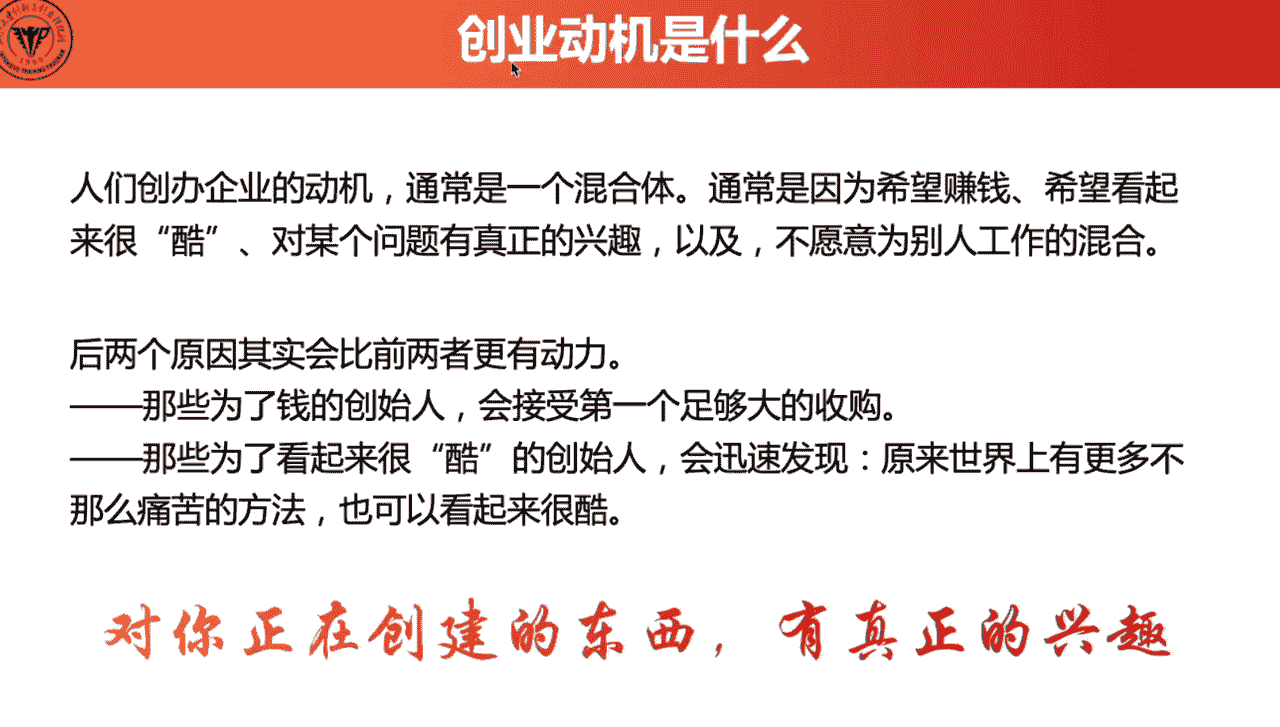 创业动机是什么
人们创办企业的动机，通常是一个混合体。通常是因为希望赚钱、希望看起
来很“酷”、对某个问题有真正的兴趣，以及，不愿意为别人工作的混合。
后两个原因其实会比前两者更有动力。
——那些为了钱的创始人，会接受第一个足够大的收购。
——那些为了看起来很“酷”的创始人，会迅速发现：原来世界上有更多不
那么痛苦的方法，也可以看起来很酷。
对你正在创建的东西，有真正的兴趣